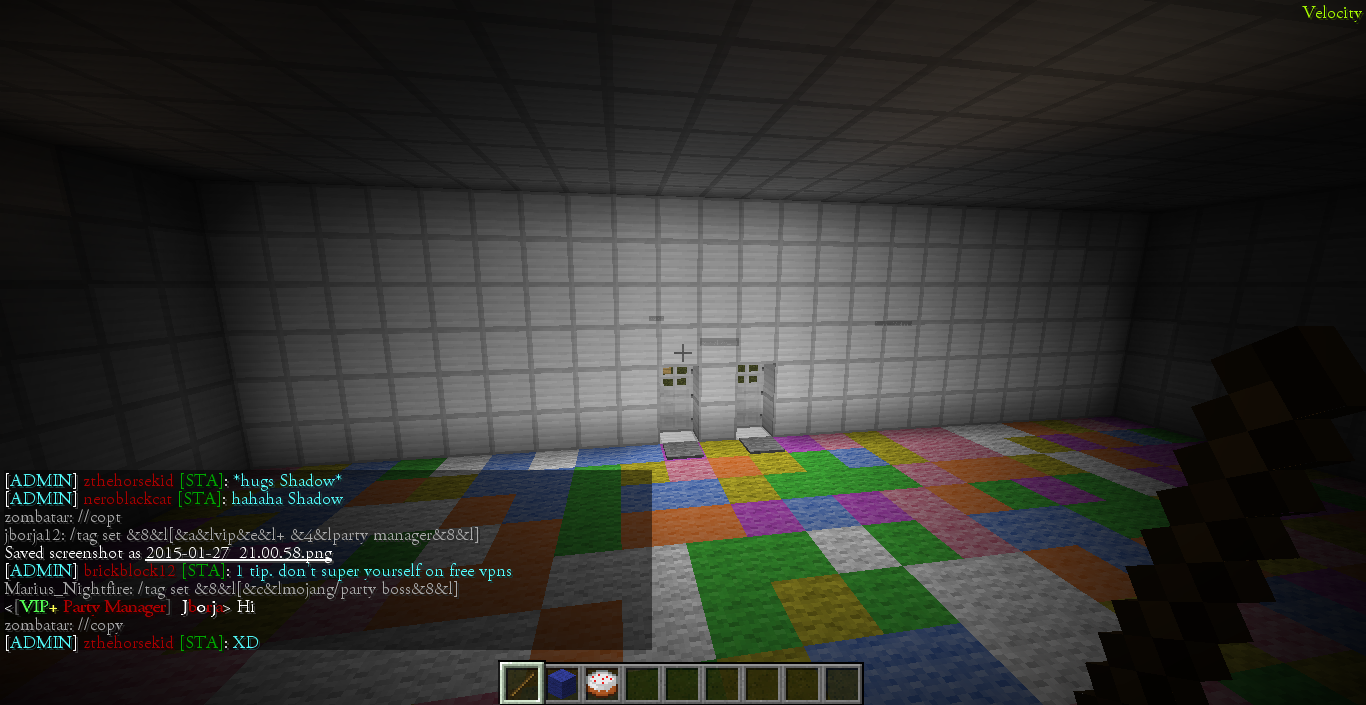 Velocity
[ADMIN] zthehorsekid [STA]: *hugs Shadow*
[ADMIN] neroblackcat [STA]: hahaha Shadow
zombatar: //copt
jborja12: /tag set &8&l[&a&lvip&e&l+ &4&lparty manager&8&l]
Saved screenshot as 2015-01-27_21.00.58.png
[ADMIN] brickblock12 [STA]: 1 tip. don't super yourself on free vpns
Marius_Nightfire: /tag set &8&l[&c&lmojang/party boss&8&l]
<[VIP+ Party Manager] Jborja> Hi
zombatar: //copy
[ADMIN] zthehorsekid [STA]: XD